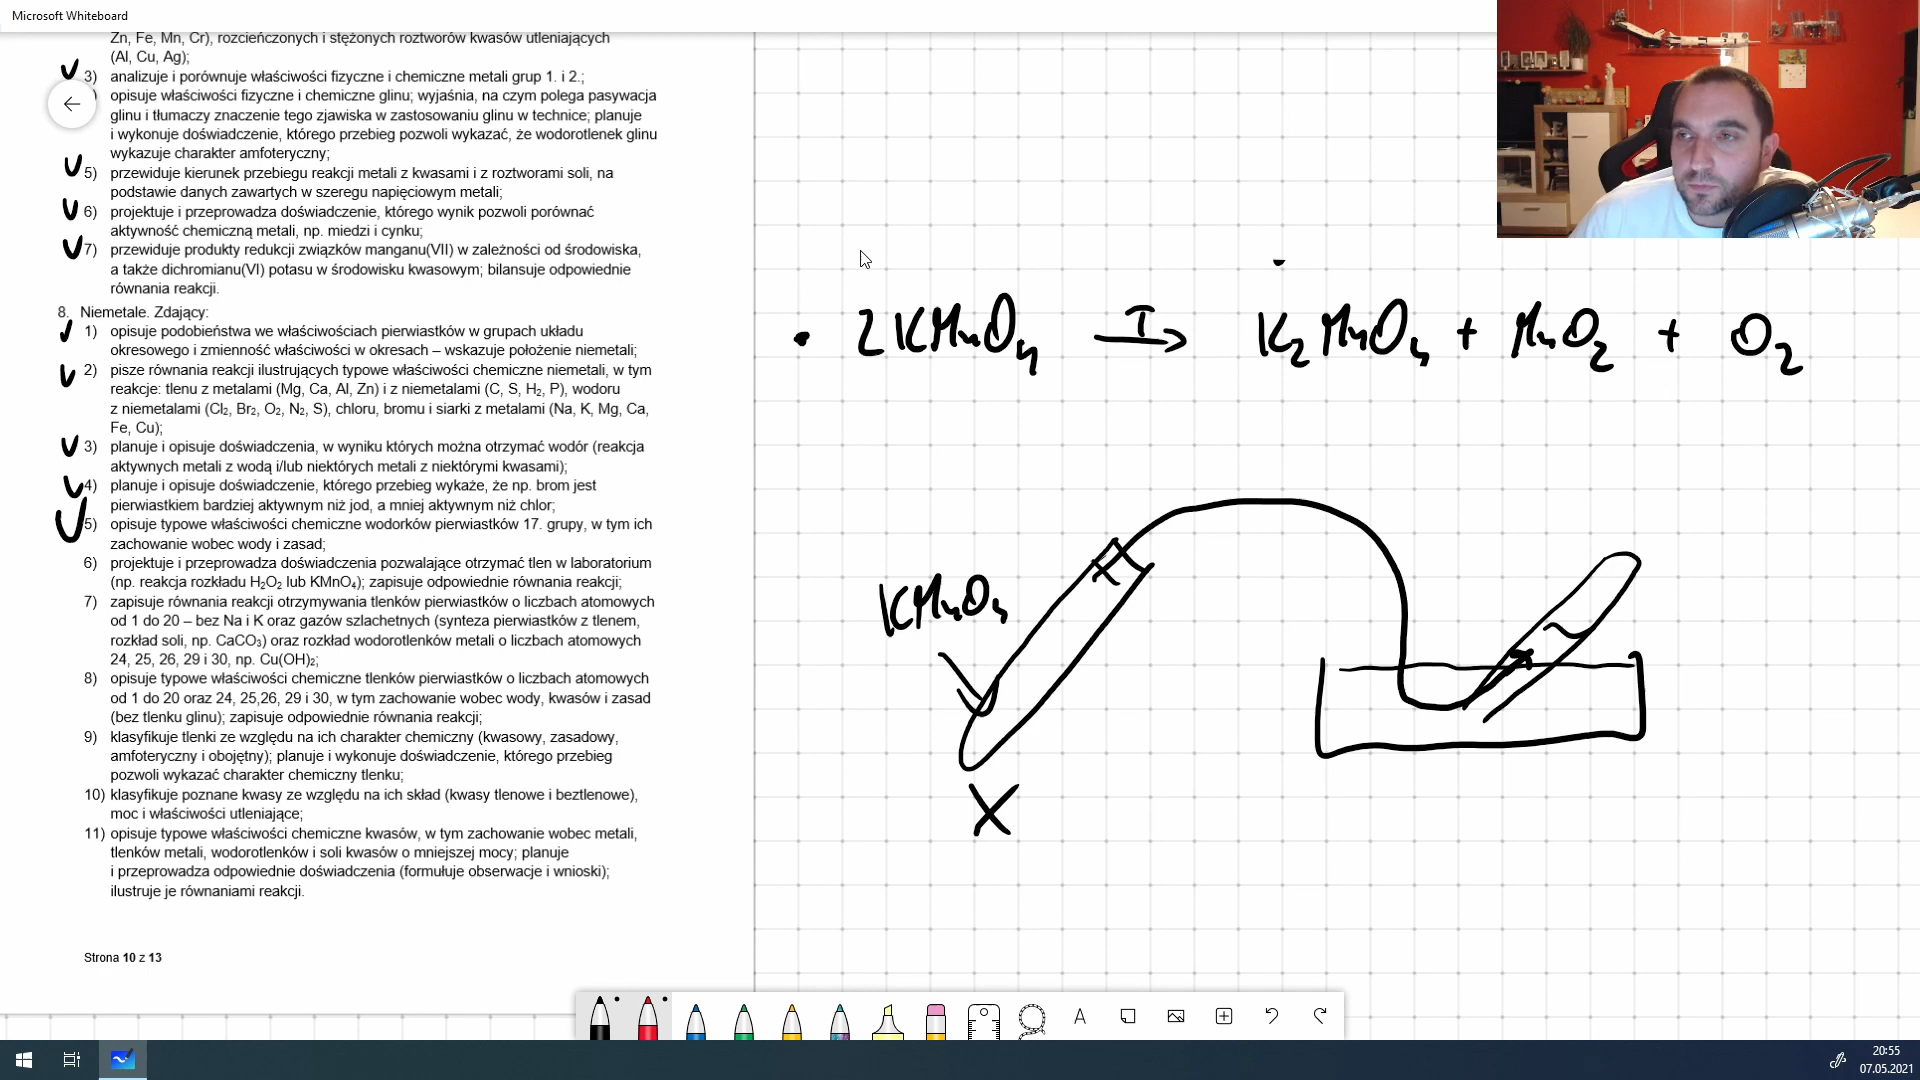 Microsoft Whiteboard
Zn, Fe, Mn, Cr), rozcieńczonych i stężonych roztworów kwasów utleniających
(Al, Cu, Ag);
3) analizuje i porównuje właściwości fizyczne i chemiczne metali grup 1. i 2.;
opisuje właściwości fizyczne i chemiczne glinu; wyjaśnia, na czym polega pasywacja
glinu i tłumaczy znaczenie tego zjawiska w zastosowaniu glinu w technice; planuje
i wykonuje doświadczenie, którego przebieg pozwoli wykazać, że wodorotlenek glinu
wykazuje charakter amfoteryczny;
5) przewiduje kierunek przebiegu reakcji metali z kwasami i z roztworami soli, na
podstawie danych zawartych w szeregu napięciowym metali;
6) projektuje i przeprowadza doświadczenie, którego wynik pozwoli porównać
aktywność chemiczną metali, np. miedzi i cynku;
7) przewiduje produkty redukcji związków manganu(VII) w zależności od środowiska,
a także dichromianu(VI) potasu w środowisku kwasowym; bilansuje odpowiednie
równania reakcji.
8. Niemetale. Zdający:
1) opisuje podobieństwa we właściwościach pierwiastków w grupach układu
okresowego i zmienność właściwości w okresach – wskazuje położenie niemetali;
2) pisze równania reakcji ilustrujących typowe właściwości chemiczne niemetali, w tym
reakcje: tlenu z metalami (Mg, Ca, Al, Zn) i z niemetalami (C, S, H₂, P), wodoru
z niemetalami (Cl₂, Br₂, O₂, N₂, S), chloru, bromu i siarki z metalami (Na, K, Mg, Ca,
Fe, Cu);
3) planuje i opisuje doświadczenia, w wyniku których można otrzymać wodór (reakcja
aktywnych metali z wodą i/lub niektórych metali z niektórymi kwasami);
4) planuje i opisuje doświadczenie, którego przebieg wykaże, że np. brom jest
pierwiastkiem bardziej aktywnym niż jod, a mniej aktywnym niż chlor;
5) opisuje typowe właściwości chemiczne wodorków pierwiastków 17. grupy, w tym ich
zachowanie wobec wody i zasad;
6) projektuje i przeprowadza doświadczenia pozwalające otrzymać tlen w laboratorium
(np. reakcja rozkładu H₂O₂ lub KMnO₄); zapisuje odpowiednie równania reakcji;
7) zapisuje równania reakcji otrzymywania tlenków pierwiastków o liczbach atomowych
od 1 do 20 – bez Na i K oraz gazów szlachetnych (synteza pierwiastków z tlenem,
rozkład soli, np. CaCO₃) oraz rozkład wodorotlenków metali o liczbach atomowych
24, 25, 26, 29 i 30, np. Cu(OH)₂;
8) opisuje typowe właściwości chemiczne tlenków pierwiastków o liczbach atomowych
od 1 do 20 oraz 24, 25,26, 29 i 30, w tym zachowanie wobec wody, kwasów i zasad
(bez tlenku glinu); zapisuje odpowiednie równania reakcji;
9) klasyfikuje tlenki ze względu na ich charakter chemiczny (kwasowy, zasadowy,
amfoteryczny i obojętny); planuje i wykonuje doświadczenie, którego przebieg
pozwoli wykazać charakter chemiczny tlenku;
10) klasyfikuje poznane kwasy ze względu na ich skład (kwasy tlenowe i beztlenowe),
moc i właściwości utleniające;
11) opisuje typowe właściwości chemiczne kwasów, w tym zachowanie wobec metali,
tlenków metali, wodorotlenków i soli kwasów o mniejszej mocy; planuje
i przeprowadza odpowiednie doświadczenia (formułuje obserwacje i wnioski);
ilustruje je równaniami reakcji.
Strona 10 z 13
• 2KMnO₄ →(T) K₂MnO₄ + MnO₂ + O₂
KMnO₄
X
A
20:55
07.05.2021